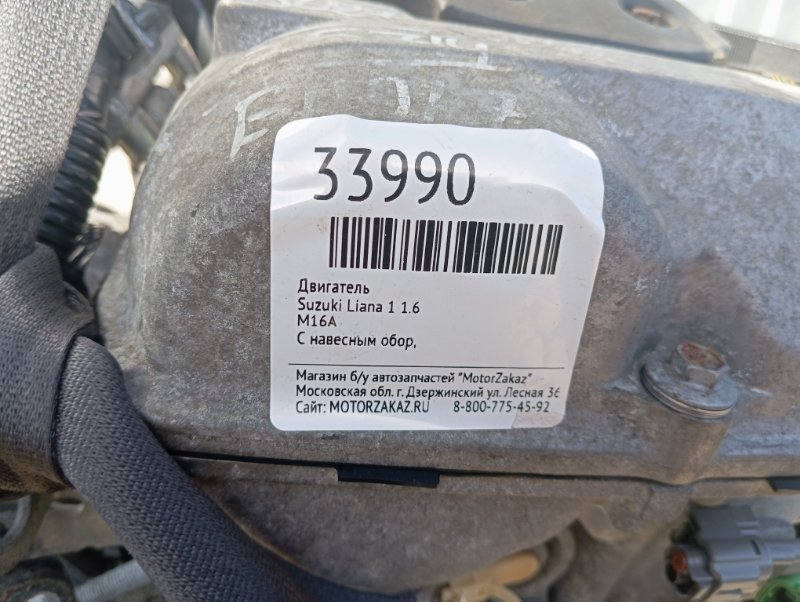 33990
Двигатель
Suzuki Liana 1 1.6
M16A
С навесным обор,
Магазин б/у автозапчастей "MotorZakaz"
Московская обл. г. Дзержинский ул. Лесная 36
Сайт: MOTORZAKAZ.RU 8-800-775-45-92